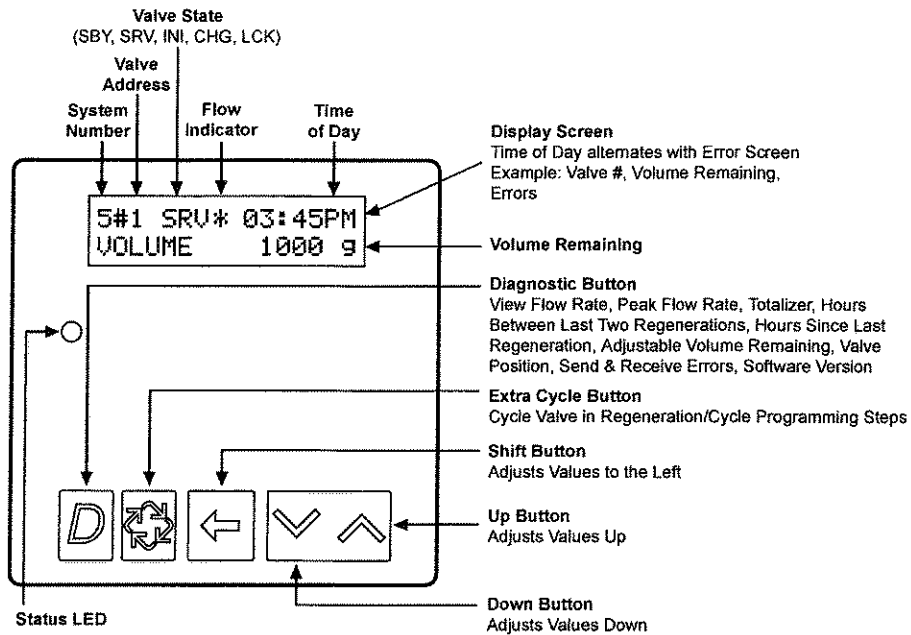 Valve State
(SBY, SRV, INI, CHG, LCK)
Valve
Address
System
Number
Flow
Indicator
Time
of Day
5#1 SRV* 03:45PM
VOLUME 1000 g
Display Screen
Time of Day alternates with Error Screen
Example: Valve #, Volume Remaining,
Errors
Volume Remaining
Diagnostic Button
View Flow Rate, Peak Flow Rate, Totalizer, Hours
Between Last Two Regenerations, Hours Since Last
Regeneration, Adjustable Volume Remaining, Valve
Position, Send & Receive Errors, Software Version
Extra Cycle Button
Cycle Valve in Regeneration/Cycle Programming Steps
Shift Button
Adjusts Values to the Left
D
Up Button
Adjusts Values Up
Down Button
Adjusts Values Down
Status LED